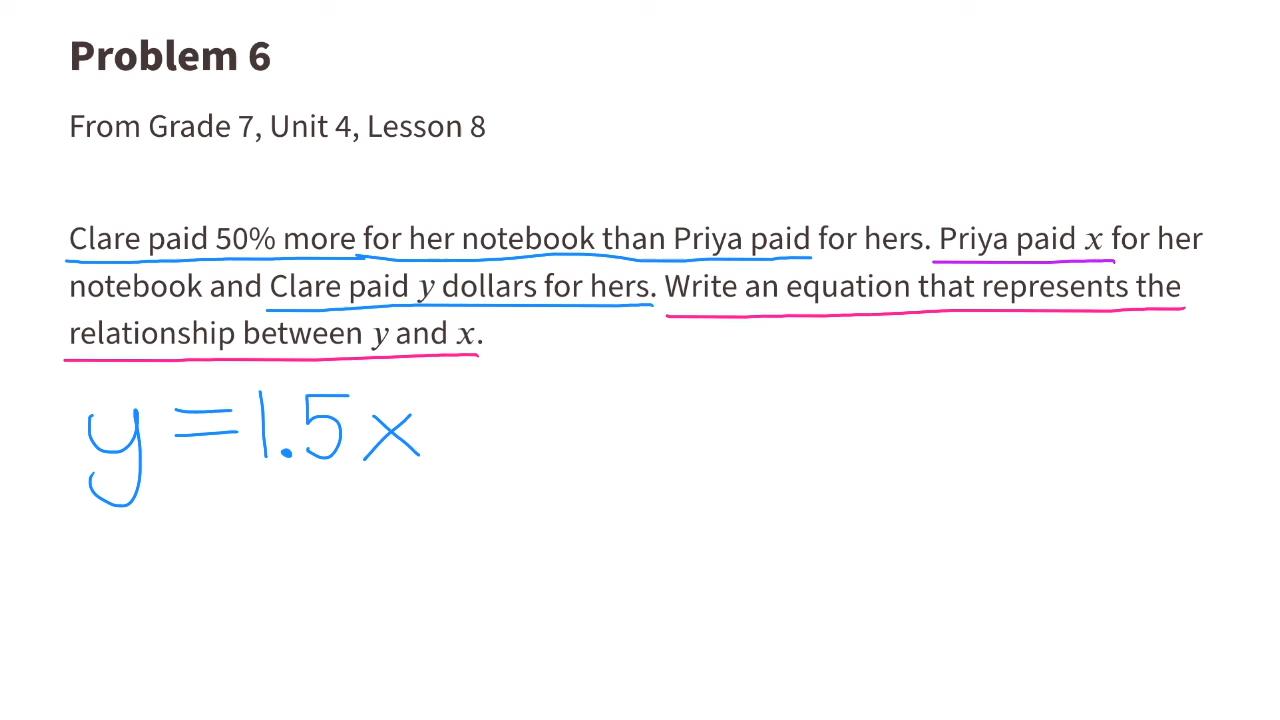 Problem 6
From Grade 7, Unit 4, Lesson 8
Clare paid 50% more for her notebook than Priya paid for hers. Priya paid x for her
notebook and Clare paid y dollars for hers. Write an equation that represents the
relationship between y and x.
y = 1.5x